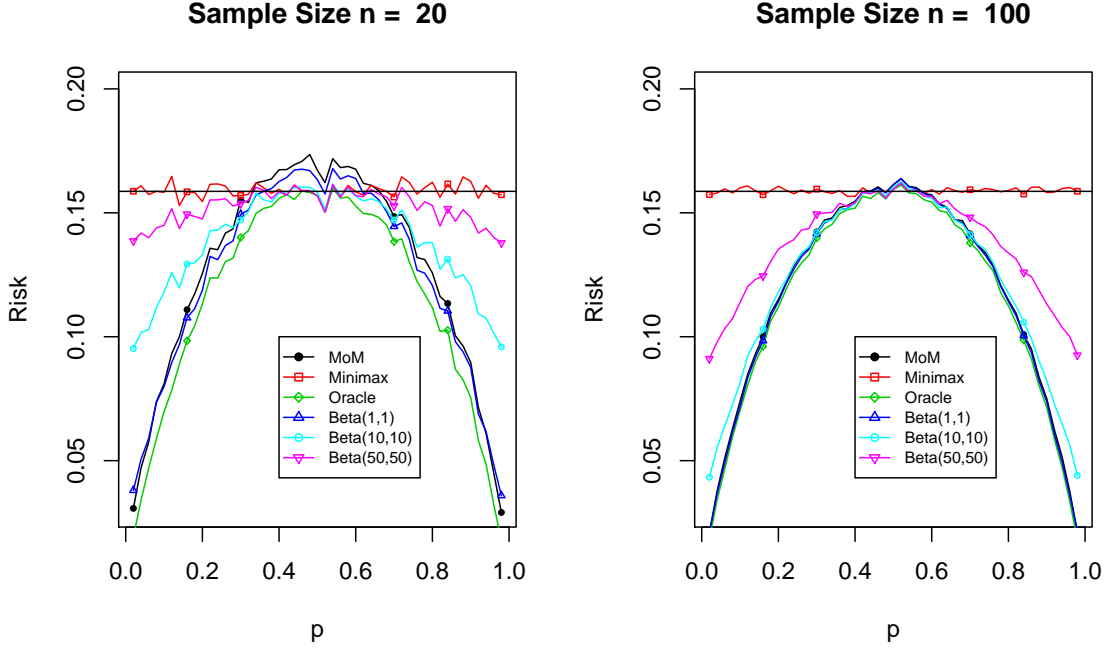 Sample Size n = 20
Risk
0.20
0.15
0.10
0.05
MoM
Minimax
Oracle
Beta(1,1)
Beta(10,10)
Beta(50,50)
0.0 0.2 0.4 0.6 0.8 1.0
p
Sample Size n = 100
Risk
0.20
0.15
0.10
0.05
MoM
Minimax
Oracle
Beta(1,1)
Beta(10,10)
Beta(50,50)
0.0 0.2 0.4 0.6 0.8 1.0
p